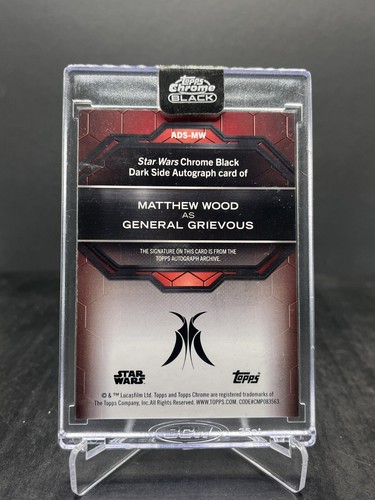 Topps
Chrome
BLACK
ADS-MW
Star Wars Chrome Black
Dark Side Autograph card of
MATTHEW WOOD
AS
GENERAL GRIEVOUS
THE SIGNATURE ON THIS CARD IS FROM THE
TOPPS AUTOGRAPH ARCHIVE.
STAR WARS
Topps
© & ™ Lucasfilm Ltd. Topps and Topps Chrome are registered trademarks of
The Topps Company, Inc. All Rights Reserved. WWW.TOPPS.COM. CODE#CMP083563.